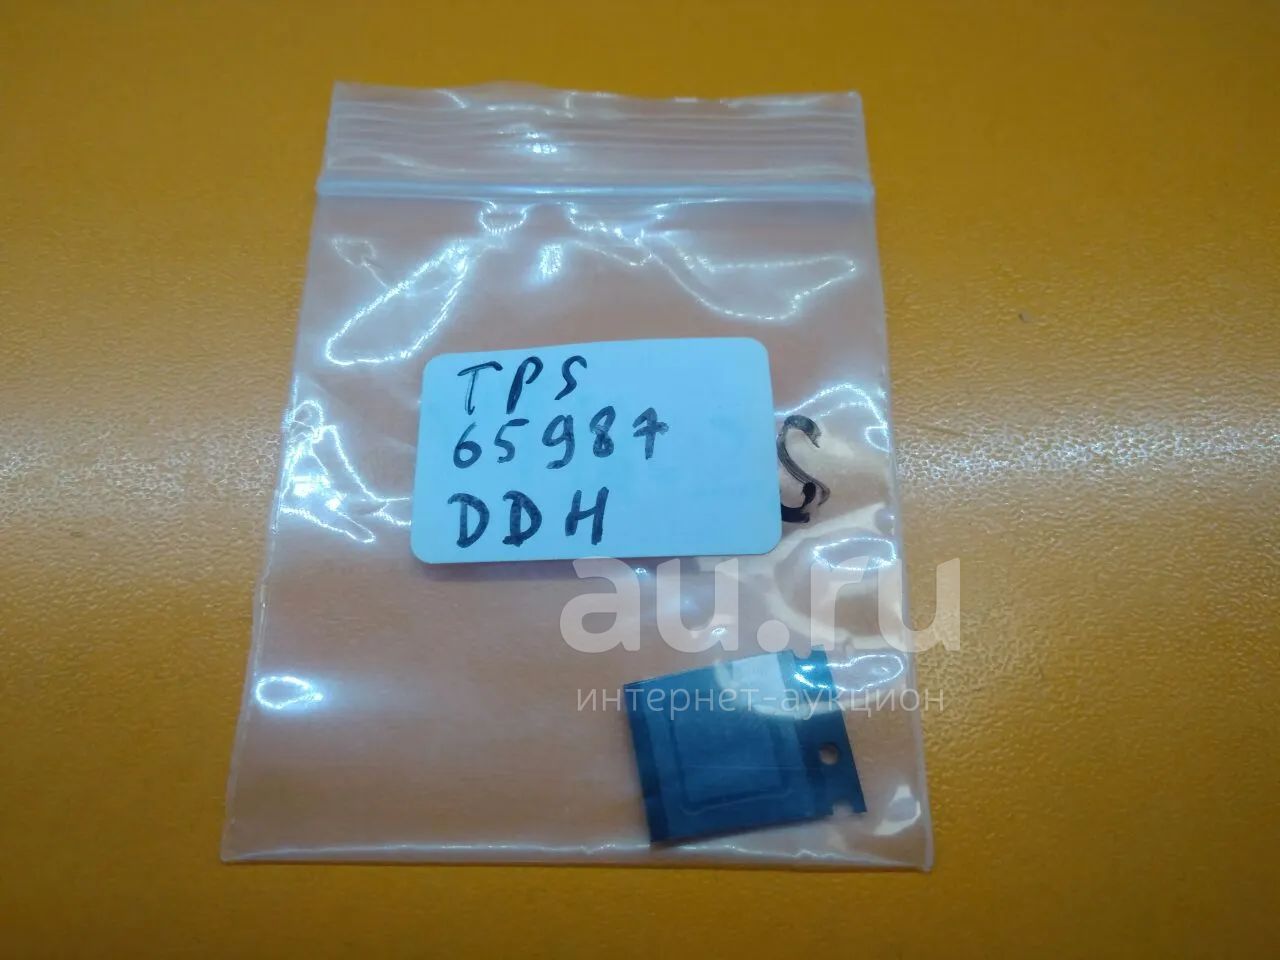 TPS
65987
DDH
S
au.ru
интернет-аукцион